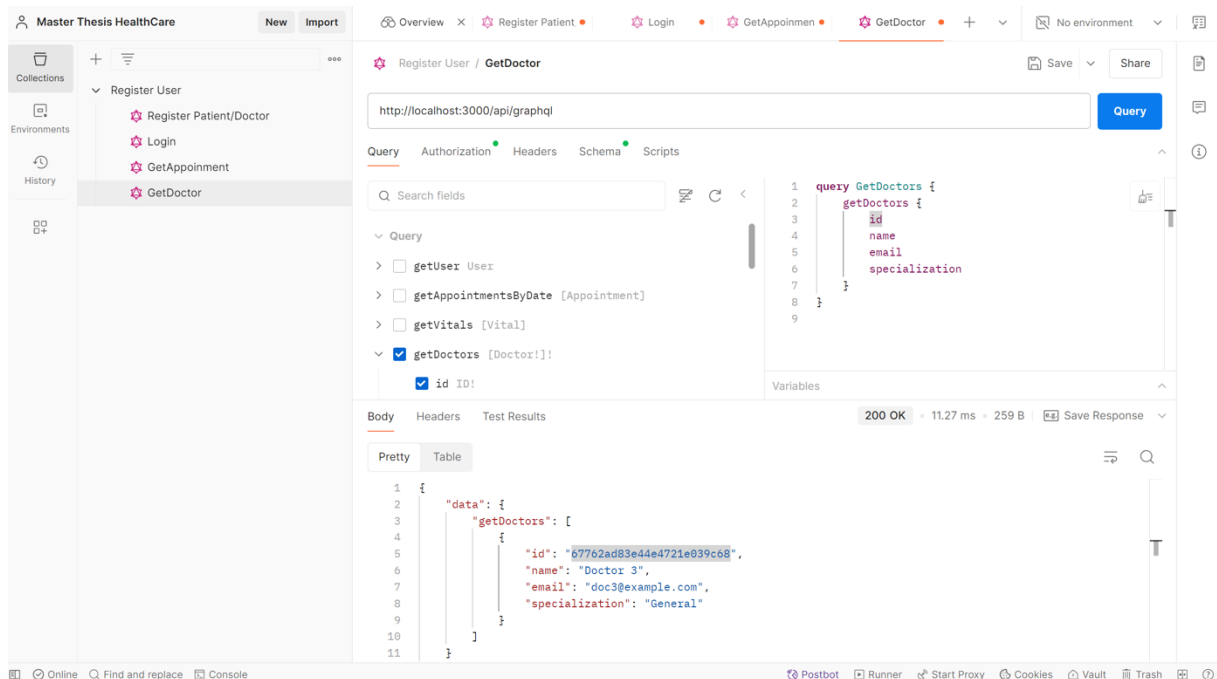 Master Thesis HealthCare
New
Import
Overview
Register Patient
Login
GetAppoinmen
GetDoctor
No environment
Collections
Environments
History
Register User
Register Patient/Doctor
Login
GetAppoinment
GetDoctor
Register User / GetDoctor
Save
Share
http://localhost:3000/api/graphql
Query
Query
Authorization
Headers
Schema
Scripts
Search fields
Query
getUser User
getAppointmentsByDate [Appointment]
getVitals [Vital]
getDoctors [Doctor!]!
id ID!
1 query GetDoctors {
2 getDoctors {
3 id
4 name
5 email
6 specialization
7 }
8 }
9
Variables
Body
Headers
Test Results
200 OK
11.27 ms
259 B
e.g. Save Response
Pretty
Table
1 {
2 "data": {
3 "getDoctors": [
4 {
5 "id": "67762ad83e44e4721e039c68",
6 "name": "Doctor 3",
7 "email": "doc3@example.com",
8 "specialization": "General"
9 }
10 ]
11 }
Online
Find and replace
Console
Postbot
Runner
Start Proxy
Cookies
Vault
Trash